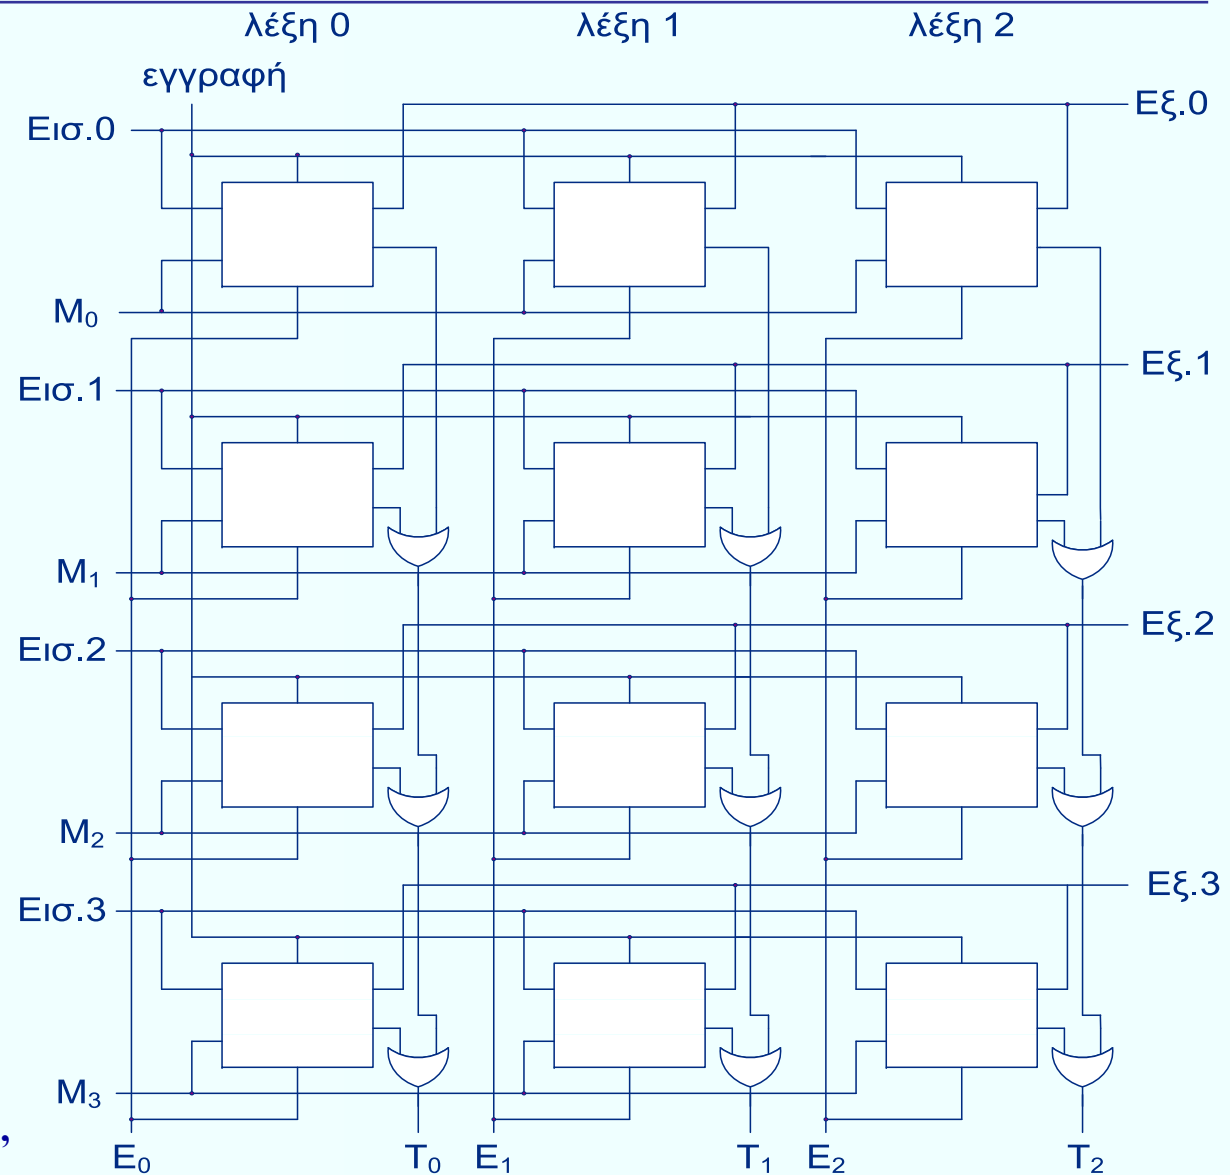 λέξη 0 λέξη 1 λέξη 2
εγγραφή
Εξ.0
Εισ.0
M₀
Εξ.1
Εισ.1
M₁
Εξ.2
Εισ.2
M₂
Εξ.3
Εισ.3
M₃
,
E₀ T₀ E₁ T₁ E₂ T₂